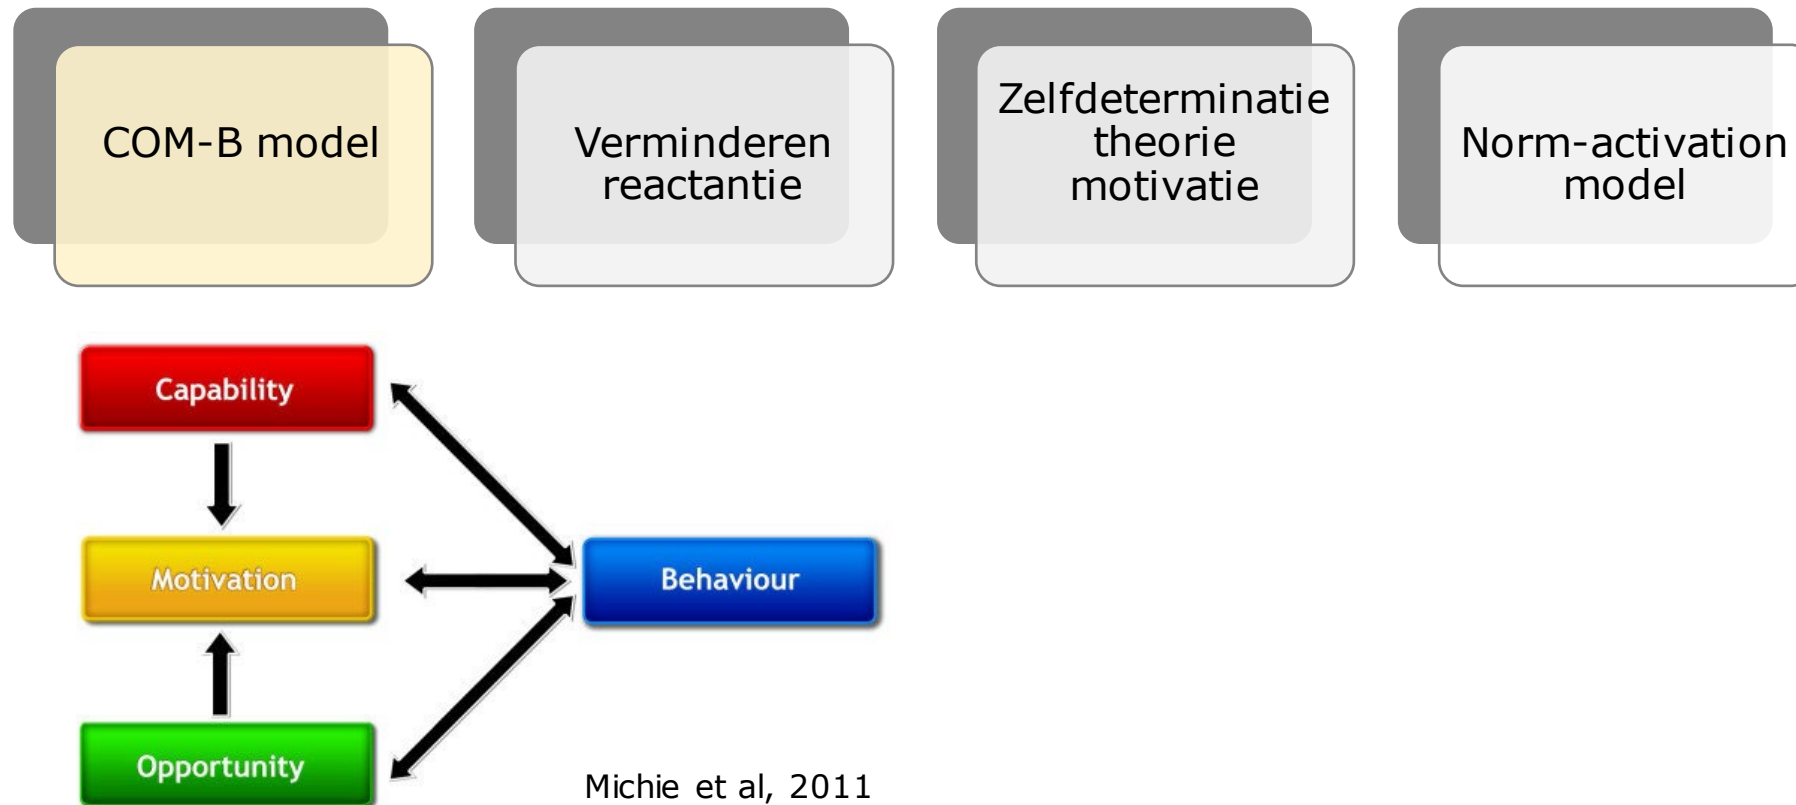 COM-B model
Verminderen
reactantie
Zelfdeterminatie
theorie
motivatie
Norm-activation
model
Capability
Motivation
Behaviour
Opportunity
Michie et al, 2011